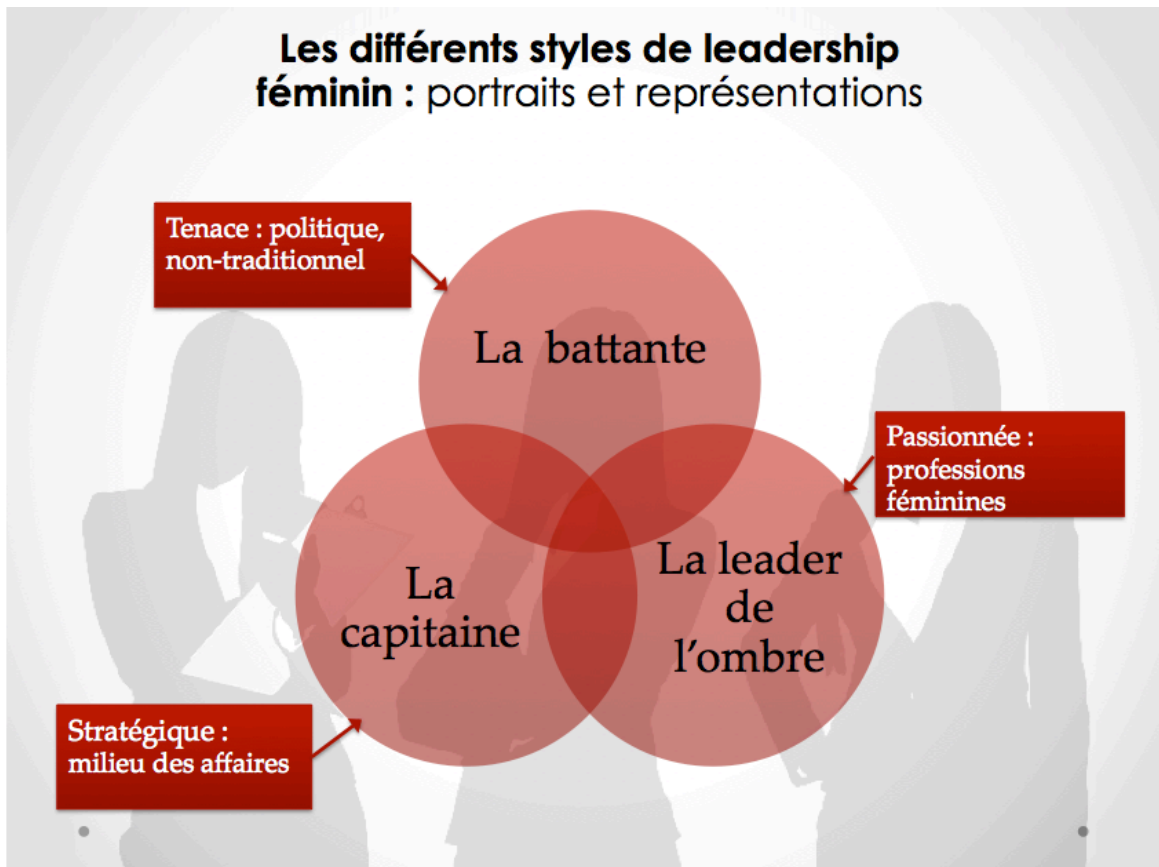 Les différents styles de leadership
féminin : portraits et représentations
Tenace : politique,
non-traditionnel
La battante
Passionnée :
professions
féminines
La leader
de
l’ombre
La
capitaine
Stratégique :
milieu des affaires